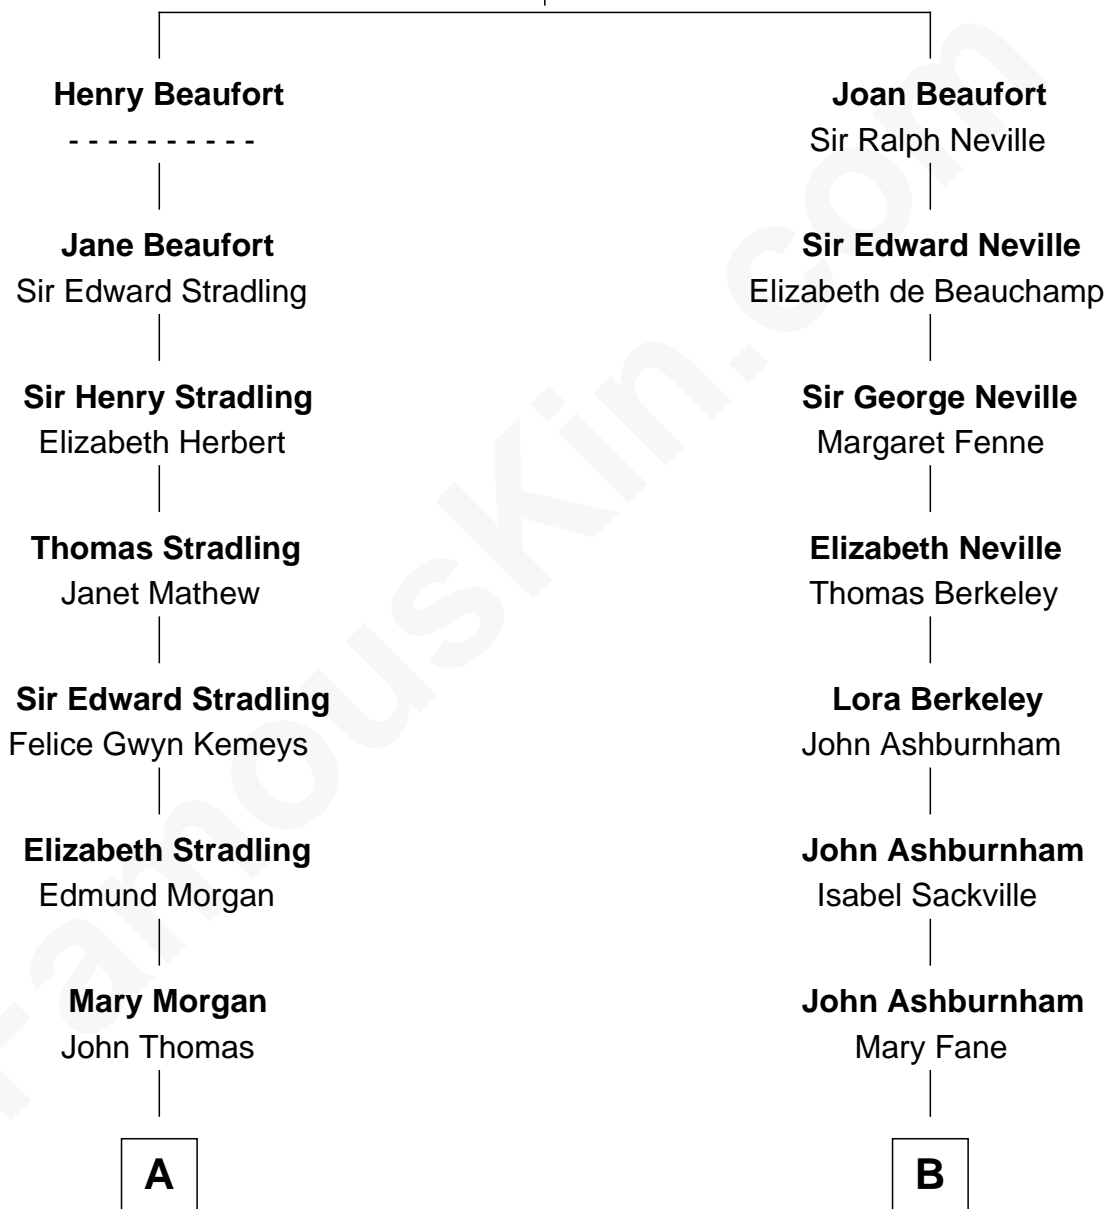 Henry Beaufort
- - - - - - - - - -
Jane Beaufort
Sir Edward Stradling
Sir Henry Stradling
Elizabeth Herbert
Thomas Stradling
Janet Mathew
Sir Edward Stradling
Felice Gwyn Kemeys
Elizabeth Stradling
Edmund Morgan
Mary Morgan
John Thomas
A
Joan Beaufort
Sir Ralph Neville
Sir Edward Neville
Elizabeth de Beauchamp
Sir George Neville
Margaret Fenne
Elizabeth Neville
Thomas Berkeley
Lora Berkeley
John Ashburnham
John Ashburnham
Isabel Sackville
John Ashburnham
Mary Fane
B
FamousKin.com